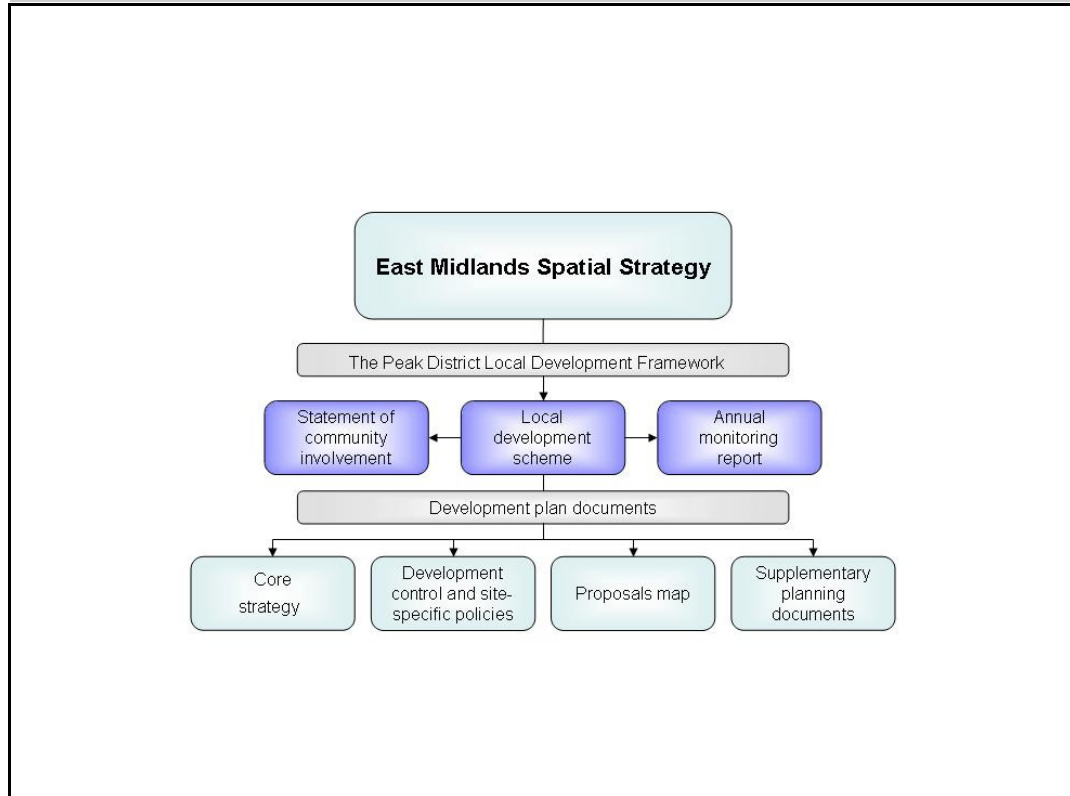 East Midlands Spatial Strategy
The Peak District Local Development Framework
Statement of
community
involvement
Local
development
scheme
Annual
monitoring
report
Development plan documents
Core
strategy
Development
control and site-
specific policies
Proposals map
Supplementary
planning
documents